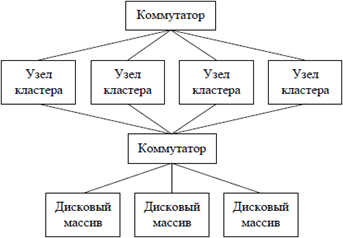 Коммутатор
Узел
кластера
Узел
кластера
Узел
кластера
Узел
кластера
Коммутатор
Дисковый
массив
Дисковый
массив
Дисковый
массив